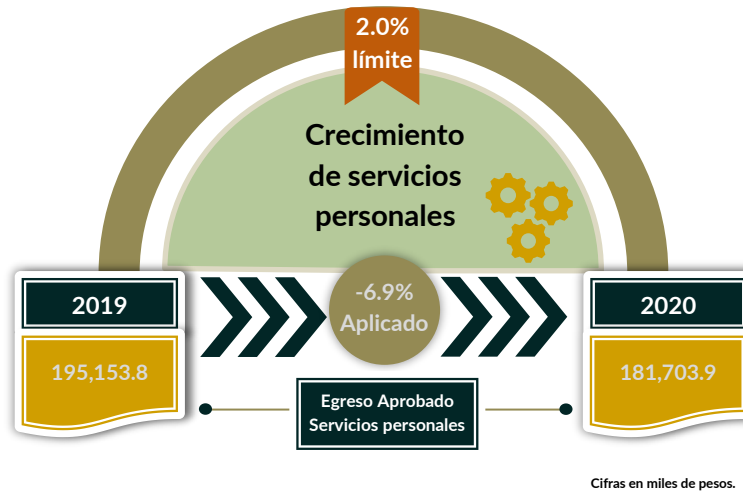 2.0%
límite
Crecimiento
de servicios
personales
2019
-6.9%
Aplicado
2020
195,153.8
181,703.9
Egreso Aprobado
Servicios personales
Cifras en miles de pesos.